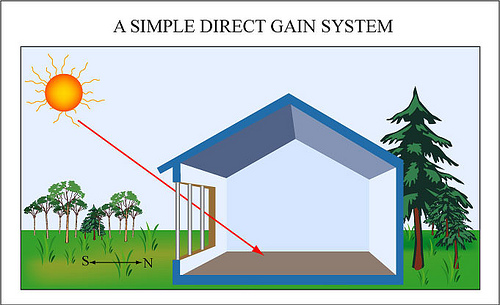 A SIMPLE DIRECT GAIN SYSTEM
S N